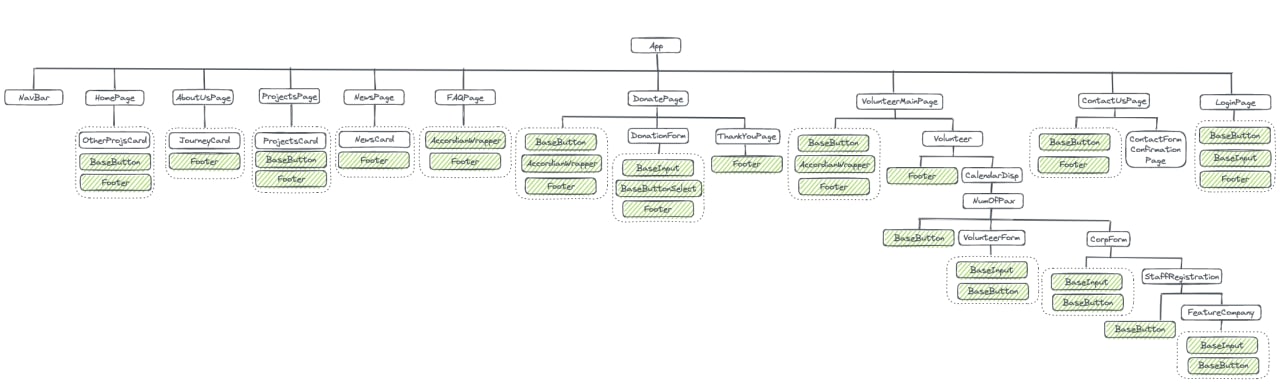 App
NavBar
HomePage
AboutUsPage
ProjectsPage
NewsPage
FAQPage
DonatePage
VolunteerMainPage
ContactUsPage
LoginPage
OtherProjsCard
BaseButton
Footer
JourneyCard
Footer
ProjectsCard
BaseButton
Footer
NewsCard
Footer
AccordianWrapper
Footer
BaseButton
AccordianWrapper
Footer
DonationForm
BaseInput
BaseButtonSelect
Footer
ThankYouPage
Footer
BaseButton
AccordianWrapper
Footer
Volunteer
Footer
CalendarDisp
NumOfPax
BaseButton
VolunteerForm
BaseInput
BaseButton
CorpForm
BaseInput
BaseButton
StaffRegistration
BaseButton
FeatureCompany
BaseInput
BaseButton
BaseButton
Footer
ContactForm
Confirmation
Page
BaseButton
BaseInput
Footer